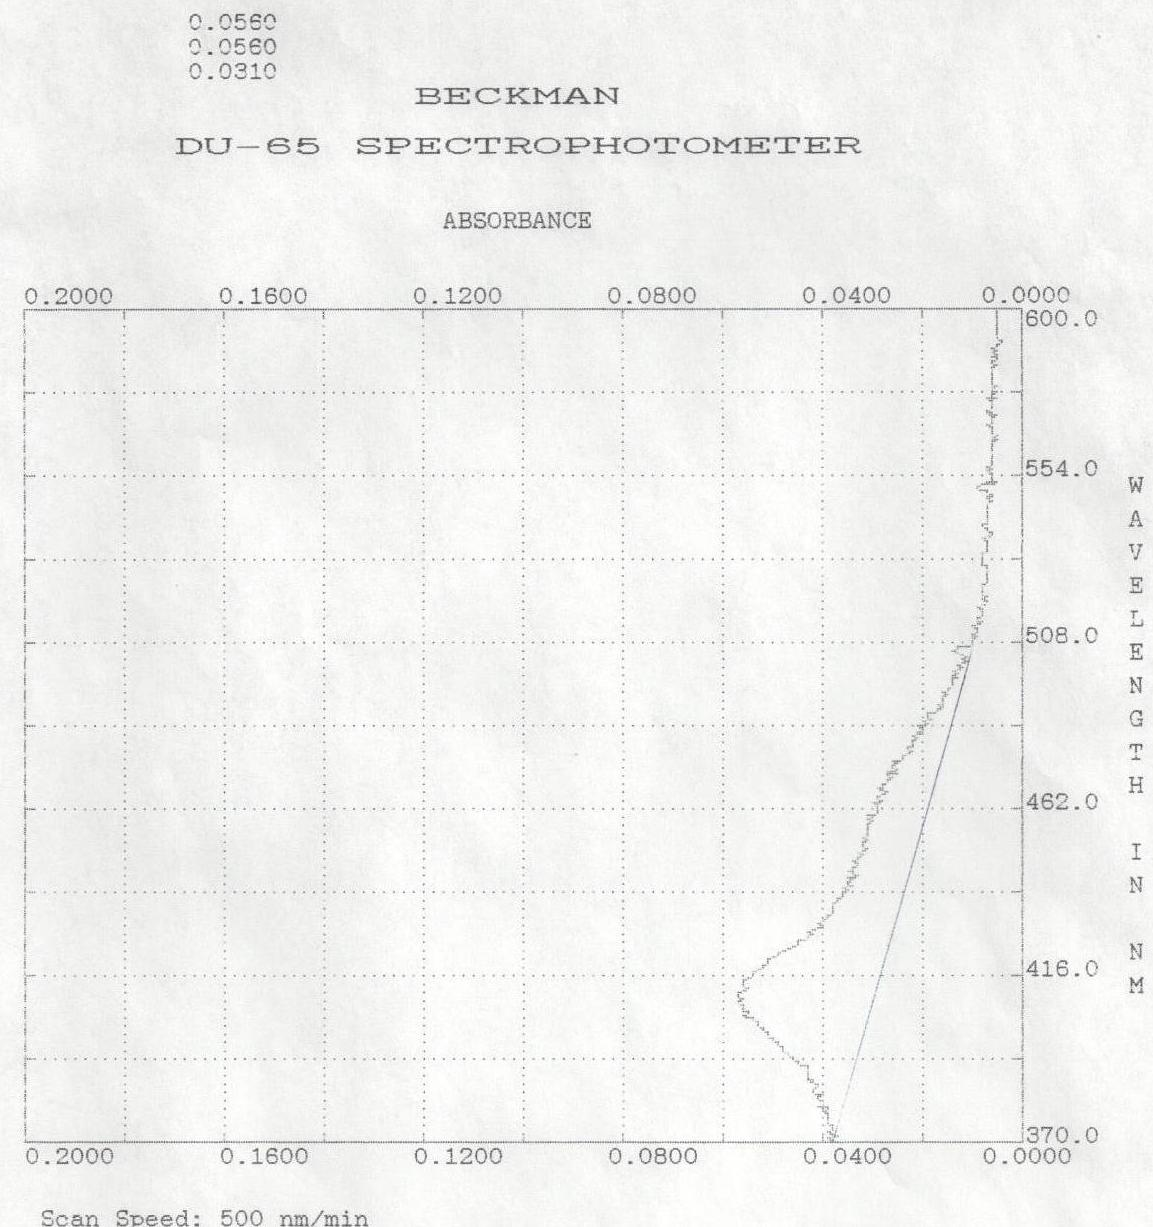 0.0560
0.0560
0.0310
BECKMAN
DU-65 SPECTROPHOTOMETER
ABSORBANCE
0.2000 0.1600 0.1200 0.0800 0.0400 0.0000
600.0
554.0
508.0
462.0
416.0
370.0
WAVELENGTH IN NM
0.2000 0.1600 0.1200 0.0800 0.0400 0.0000
Scan Speed: 500 nm/min